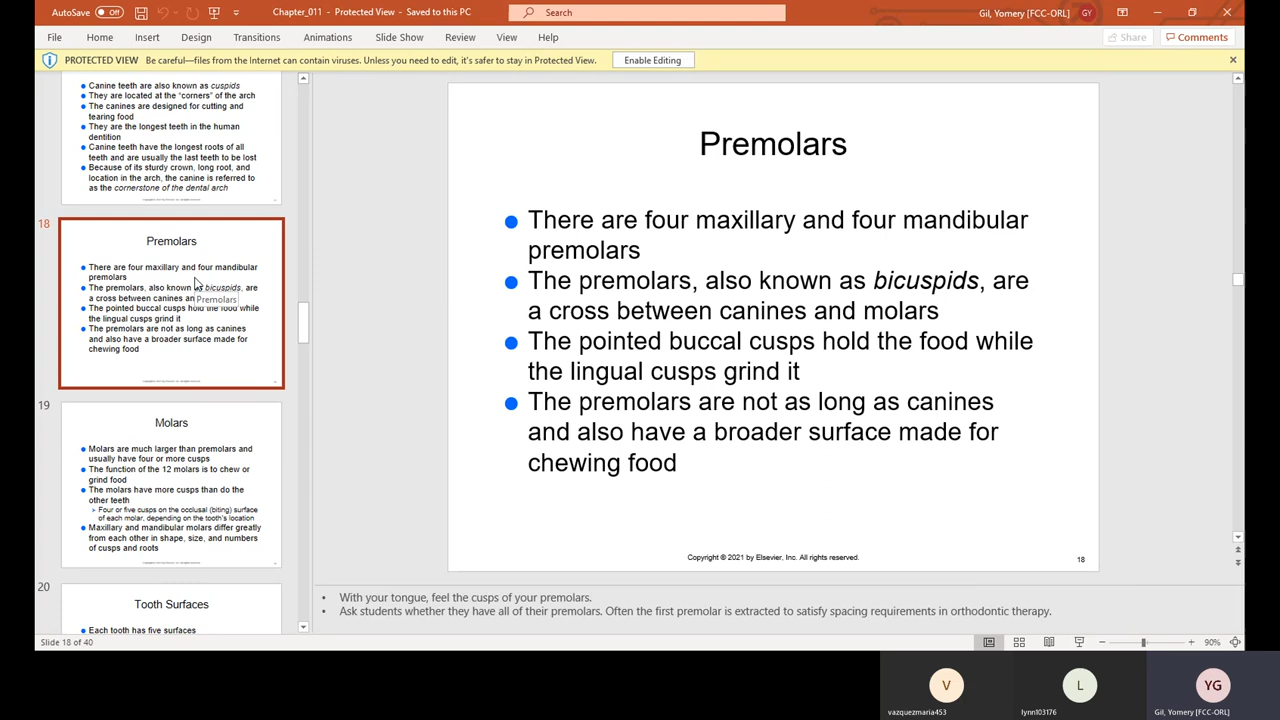 AutoSave Off
Chapter_011 - Protected View - Saved to this PC
Search
Gil, Yomery [FCC-ORL] GY
File Home Insert Design Transitions Animations Slide Show Review View Help
Share Comments
PROTECTED VIEW Be careful—files from the Internet can contain viruses. Unless you need to edit, it's safer to stay in Protected View. Enable Editing
Canine teeth are also known as cuspids
They are located at the "corners" of the arch
The canines are designed for cutting and
tearing food
They are the longest teeth in the human
dentition
Canine teeth have the longest roots of all
teeth and are usually the last teeth to be lost
Because of its sturdy crown, long root, and
location in the arch, the canine is referred to
as the cornerstone of the dental arch
18
Premolars
There are four maxillary and four mandibular
premolars
The premolars, also known as bicuspids, are
a cross between canines an
Premolars
The pointed buccal cusps hold the food while
the lingual cusps grind it
The premolars are not as long as canines
and also have a broader surface made for
chewing food
19
Molars
Molars are much larger than premolars and
usually have four or more cusps
The function of the 12 molars is to chew or
grind food
The molars have more cusps than do the
other teeth
Four or five cusps on the occlusal (biting) surface
of each molar, depending on the tooth's location
Maxillary and mandibular molars differ greatly
from each other in shape, size, and numbers
of cusps and roots
20
Tooth Surfaces
Each tooth has five surfaces
Premolars
There are four maxillary and four mandibular
premolars
The premolars, also known as bicuspids, are
a cross between canines and molars
The pointed buccal cusps hold the food while
the lingual cusps grind it
The premolars are not as long as canines
and also have a broader surface made for
chewing food
Copyright © 2021 by Elsevier, Inc. All rights reserved.
18
• With your tongue, feel the cusps of your premolars.
• Ask students whether they have all of their premolars. Often the first premolar is extracted to satisfy spacing requirements in orthodontic therapy.
Slide 18 of 40
90%
V
vazquezmaria453
L
lynn103176
YG
Gil, Yomery [FCC-ORL]